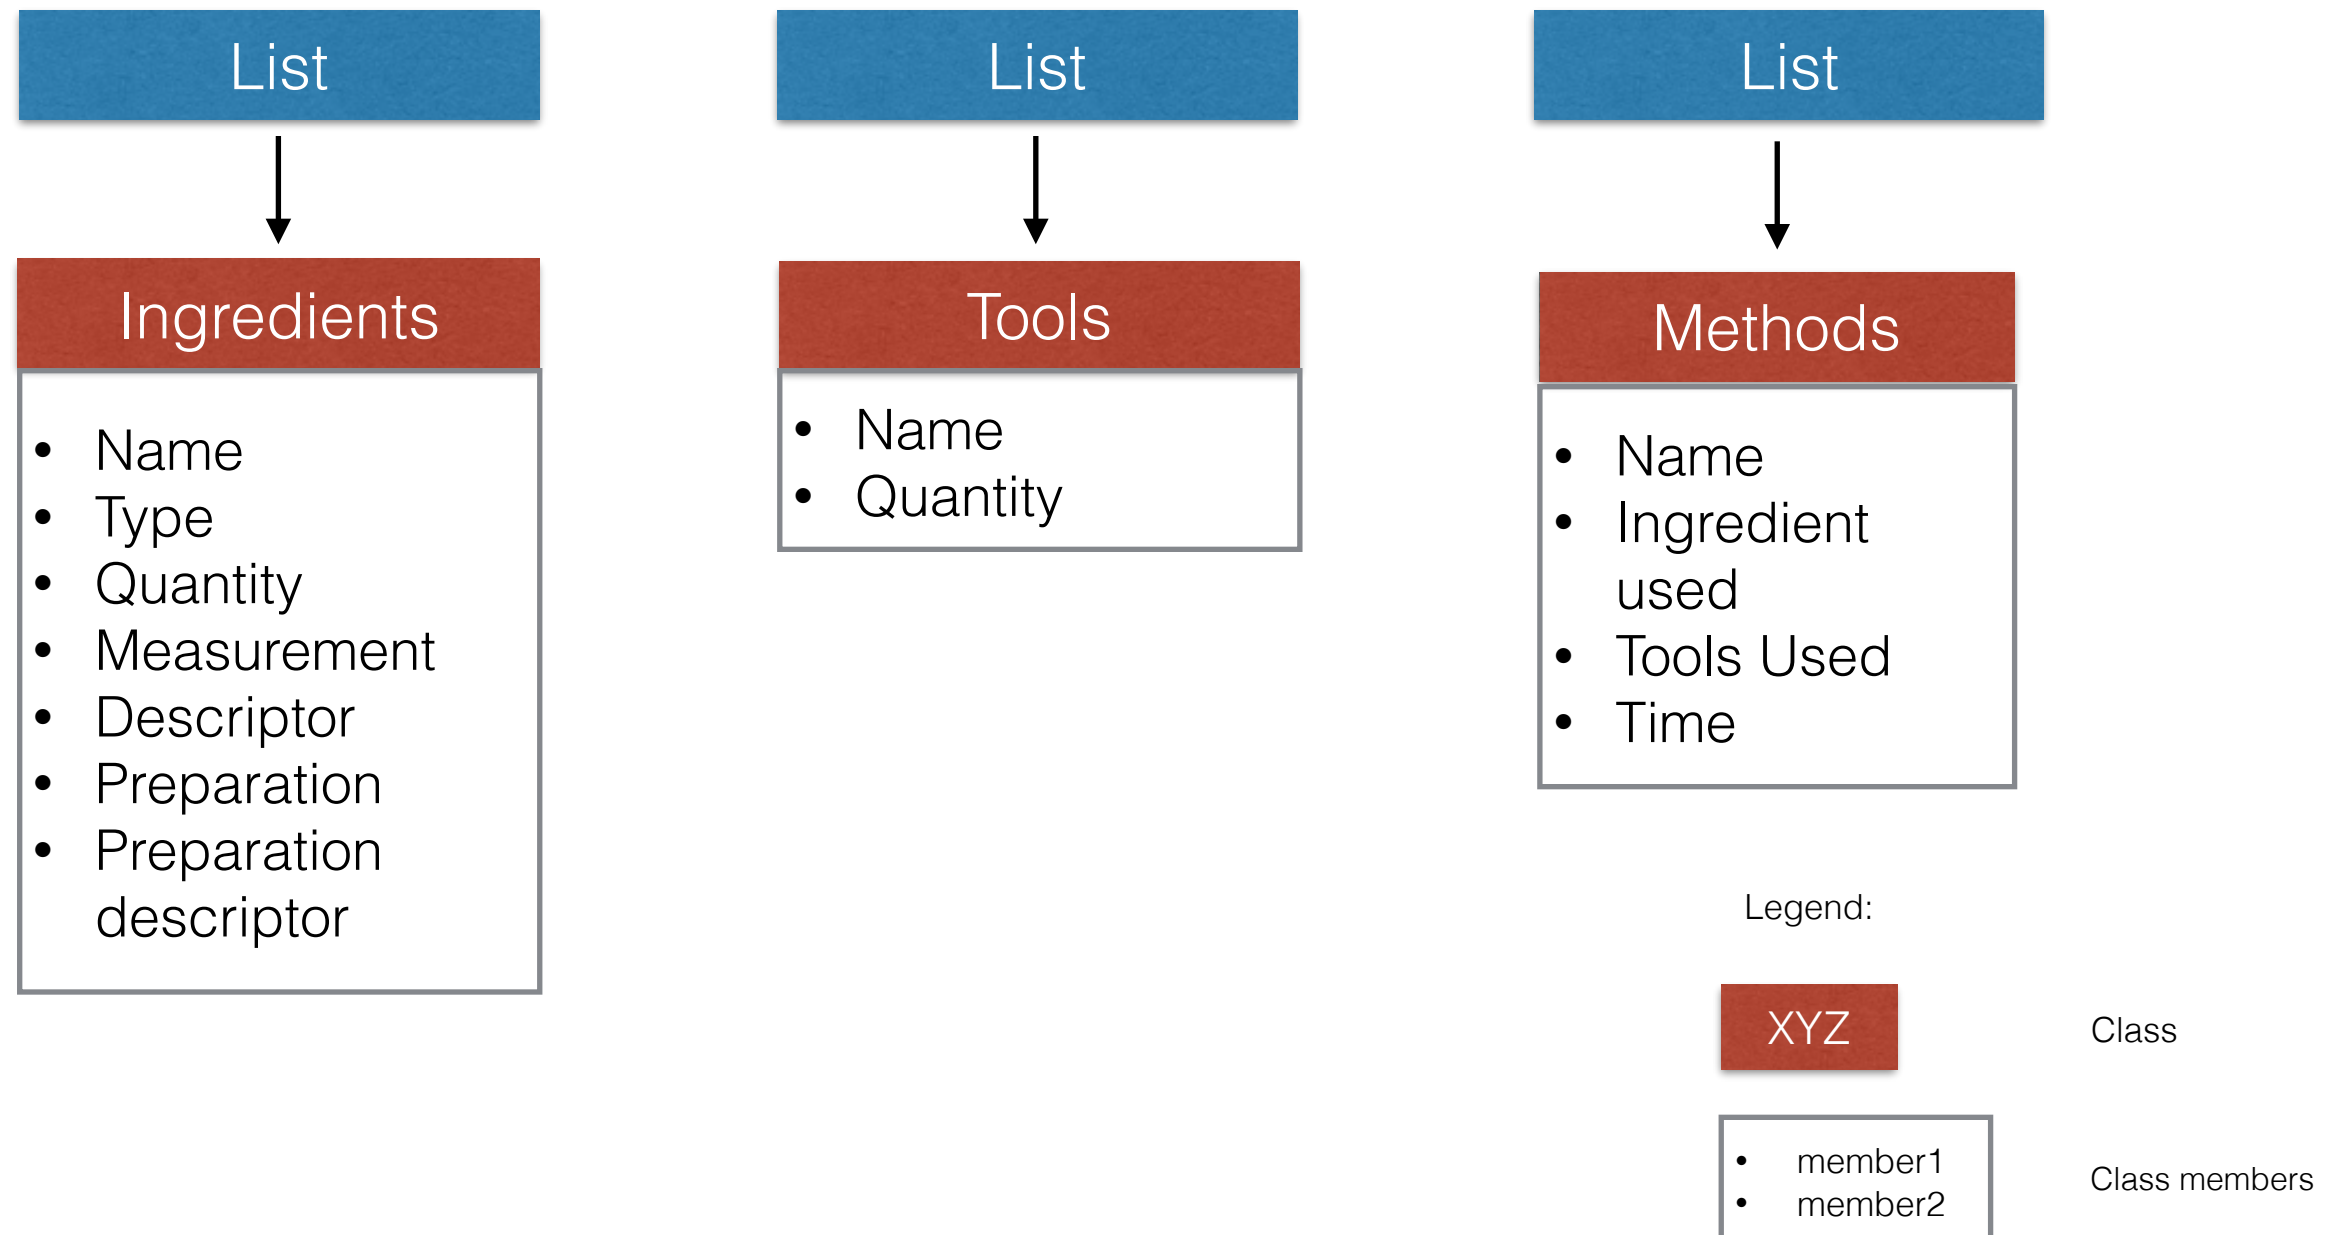 List
Ingredients
• Name
• Type
• Quantity
• Measurement
• Descriptor
• Preparation
• Preparation
descriptor
List
Tools
• Name
• Quantity
List
Methods
• Name
• Ingredient
used
• Tools Used
• Time
Legend:
XYZ
Class
• member1
• member2
Class members